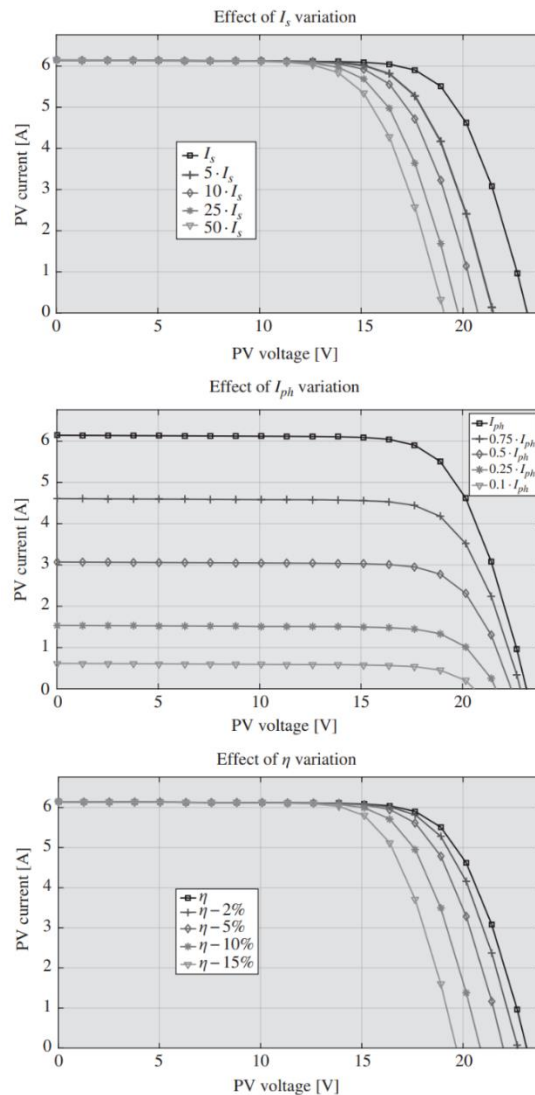 Effect of I_s variation
6
5
4
3
2
1
0
PV current [A]
I_s
5 · I_s
10 · I_s
25 · I_s
50 · I_s
0
5
10
15
20
PV voltage [V]
Effect of I_ph variation
6
5
4
3
2
1
0
PV current [A]
I_ph
0.75 · I_ph
0.5 · I_ph
0.25 · I_ph
0.1 · I_ph
0
5
10
15
20
PV voltage [V]
Effect of η variation
6
5
4
3
2
1
0
PV current [A]
η
η − 2%
η − 5%
η − 10%
η − 15%
0
5
10
15
20
PV voltage [V]